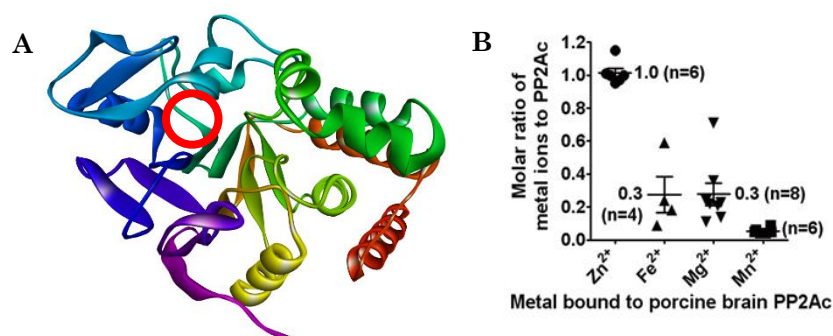 A
B
Molar ratio of
metal ions to PP2Ac
1.2
1.0
0.8
0.6
0.4
0.2
0.0
1.0 (n=6)
0.3
(n=4)
0.3 (n=8)
(n=6)
Zn²⁺
Fe²⁺
Mg²⁺
Mn²⁺
Metal bound to porcine brain PP2Ac